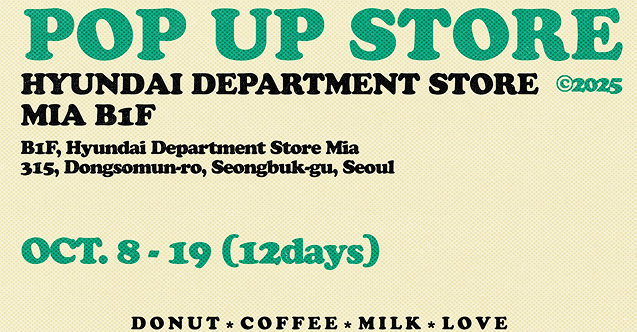 POP UP STORE
HYUNDAI DEPARTMENT STORE ©2025
MIA B1F
B1F, Hyundai Department Store Mia
315, Dongsomun-ro, Seongbuk-gu, Seoul
OCT. 8 - 19 (12days)
DONUT * COFFEE * MILK * LOVE